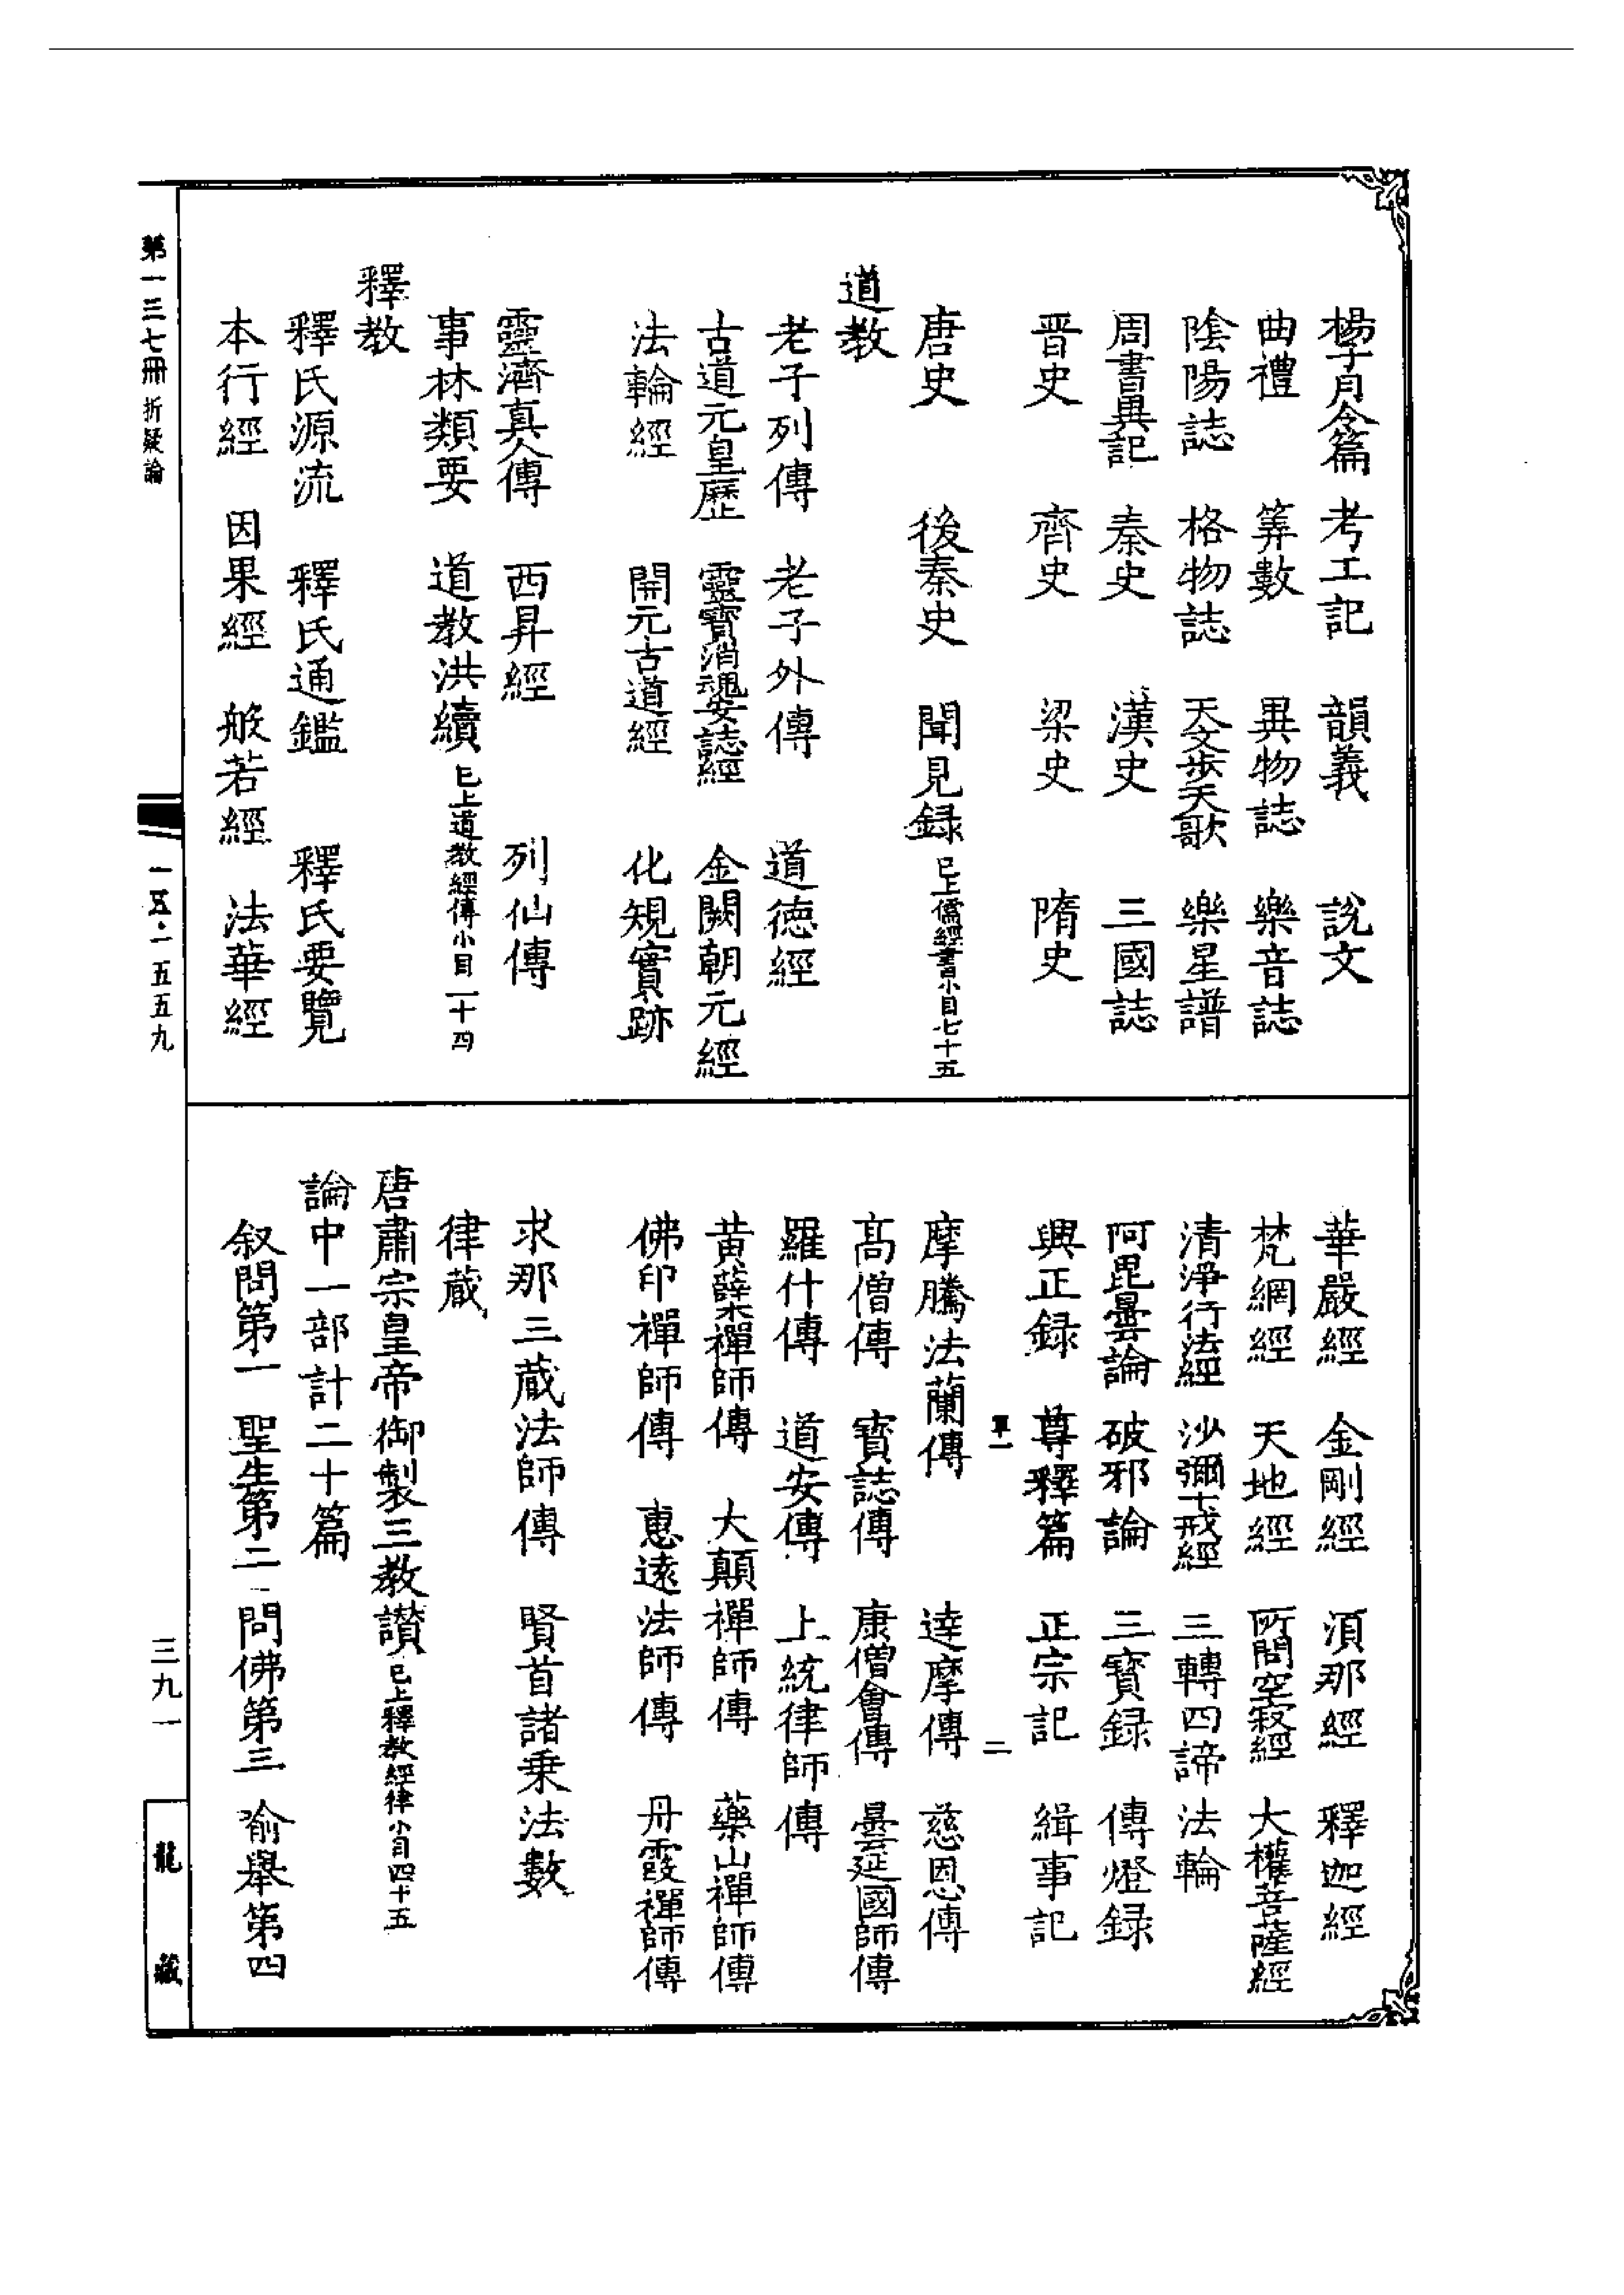 楊子月令篇　考工記　韻義　說文
曲禮　筭數　異物誌　樂音誌
陰陽誌　格物誌　天文步天歌　樂星譜
周書異記　秦史　漢史　三國誌
晋史　齊史　梁史　隋史
唐史　後秦史　聞見録　已上儒經書小目七十五
道教
老子列傳　老子外傳　道德經
古道元皇歷　靈寳消魂安誌經　金闕朝元經
法輪經　開元古道經　化規實跡
靈濟真人傳　西昇經　列仙傳
事林類要　道教洪續　已上道教經傳小目二十四
釋教
釋氏源流　釋氏通鑑　釋氏要覽
本行經　因果經　般若經　法華經
華嚴經　金剛經　須那經　釋迦經
梵網經　天地經　所問空寂經　大權菩薩經
清淨行法經　沙彌十戒經　三轉四諦法輪
阿毘曇論　破邪論　三寳録　傳燈録
興正録　尊釋篇　正宗記　緝事記
二
摩騰法蘭傳　達摩傳　慈恩傳
高僧傳　寳誌傳　康僧會傳　曇延國師傳
羅什傳　道安傳　上統律師傳
黄蘗禪師傳　大顛禪師傳　藥山禪師傳
佛印禪師傳　惠遠法師傳　丹霞禪師傳
求那三藏法師傳　賢首諸乗法數
律藏
唐肅宗皇帝御製三教讚　已上釋教經律小目四十五
論中一部計二十篇
叙問第一　聖生第二　問佛第三　喻舉第四
第一三七冊　折疑論
一五五九
三九一
龍藏